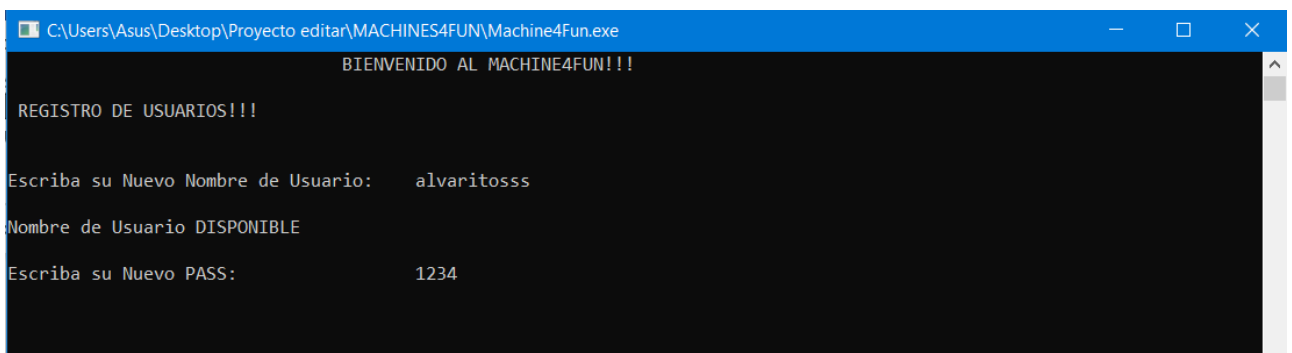 C:\Users\Asus\Desktop\Proyecto editar\MACHINES4FUN\Machine4Fun.exe
BIENVENIDO AL MACHINE4FUN!!!
REGISTRO DE USUARIOS!!!
Escriba su Nuevo Nombre de Usuario: alvaritosss
Nombre de Usuario DISPONIBLE
Escriba su Nuevo PASS: 1234